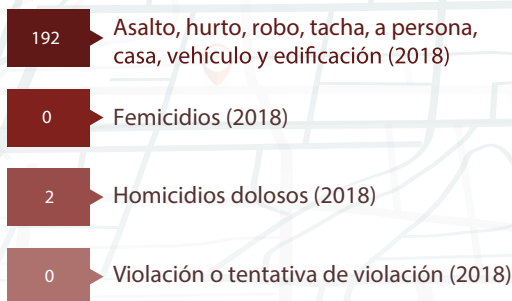 192
Asalto, hurto, robo, tacha, a persona,
casa, vehículo y edificación (2018)
0
Femicidios (2018)
2
Homicidios dolosos (2018)
0
Violación o tentativa de violación (2018)